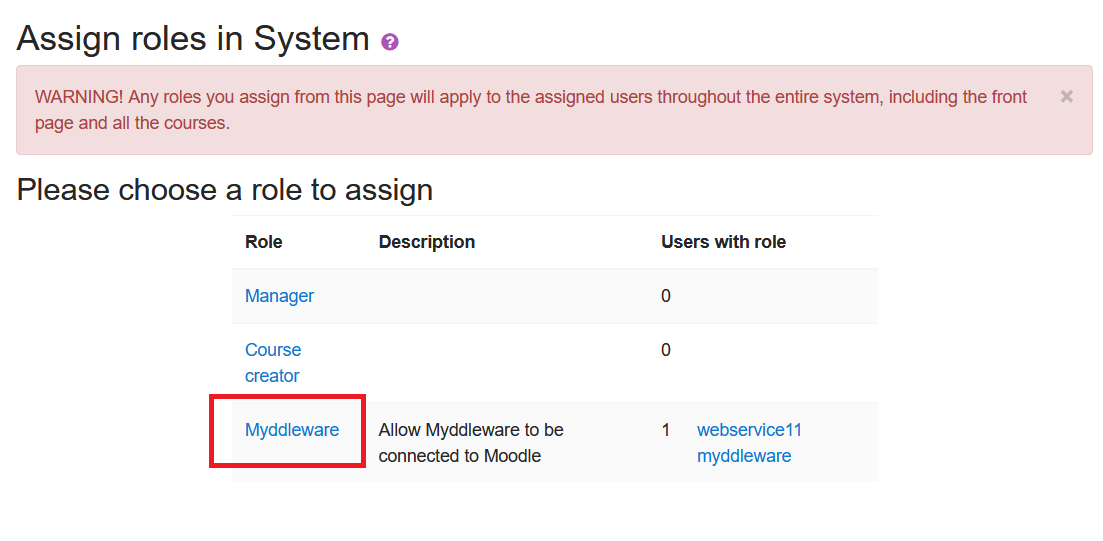 Assign roles in System ?
WARNING! Any roles you assign from this page will apply to the assigned users throughout the entire system, including the front
page and all the courses.
×
Please choose a role to assign
Role Description Users with role
Manager 0
Course 0
creator
Myddleware Allow Myddleware to be 1 webservice11
connected to Moodle myddleware